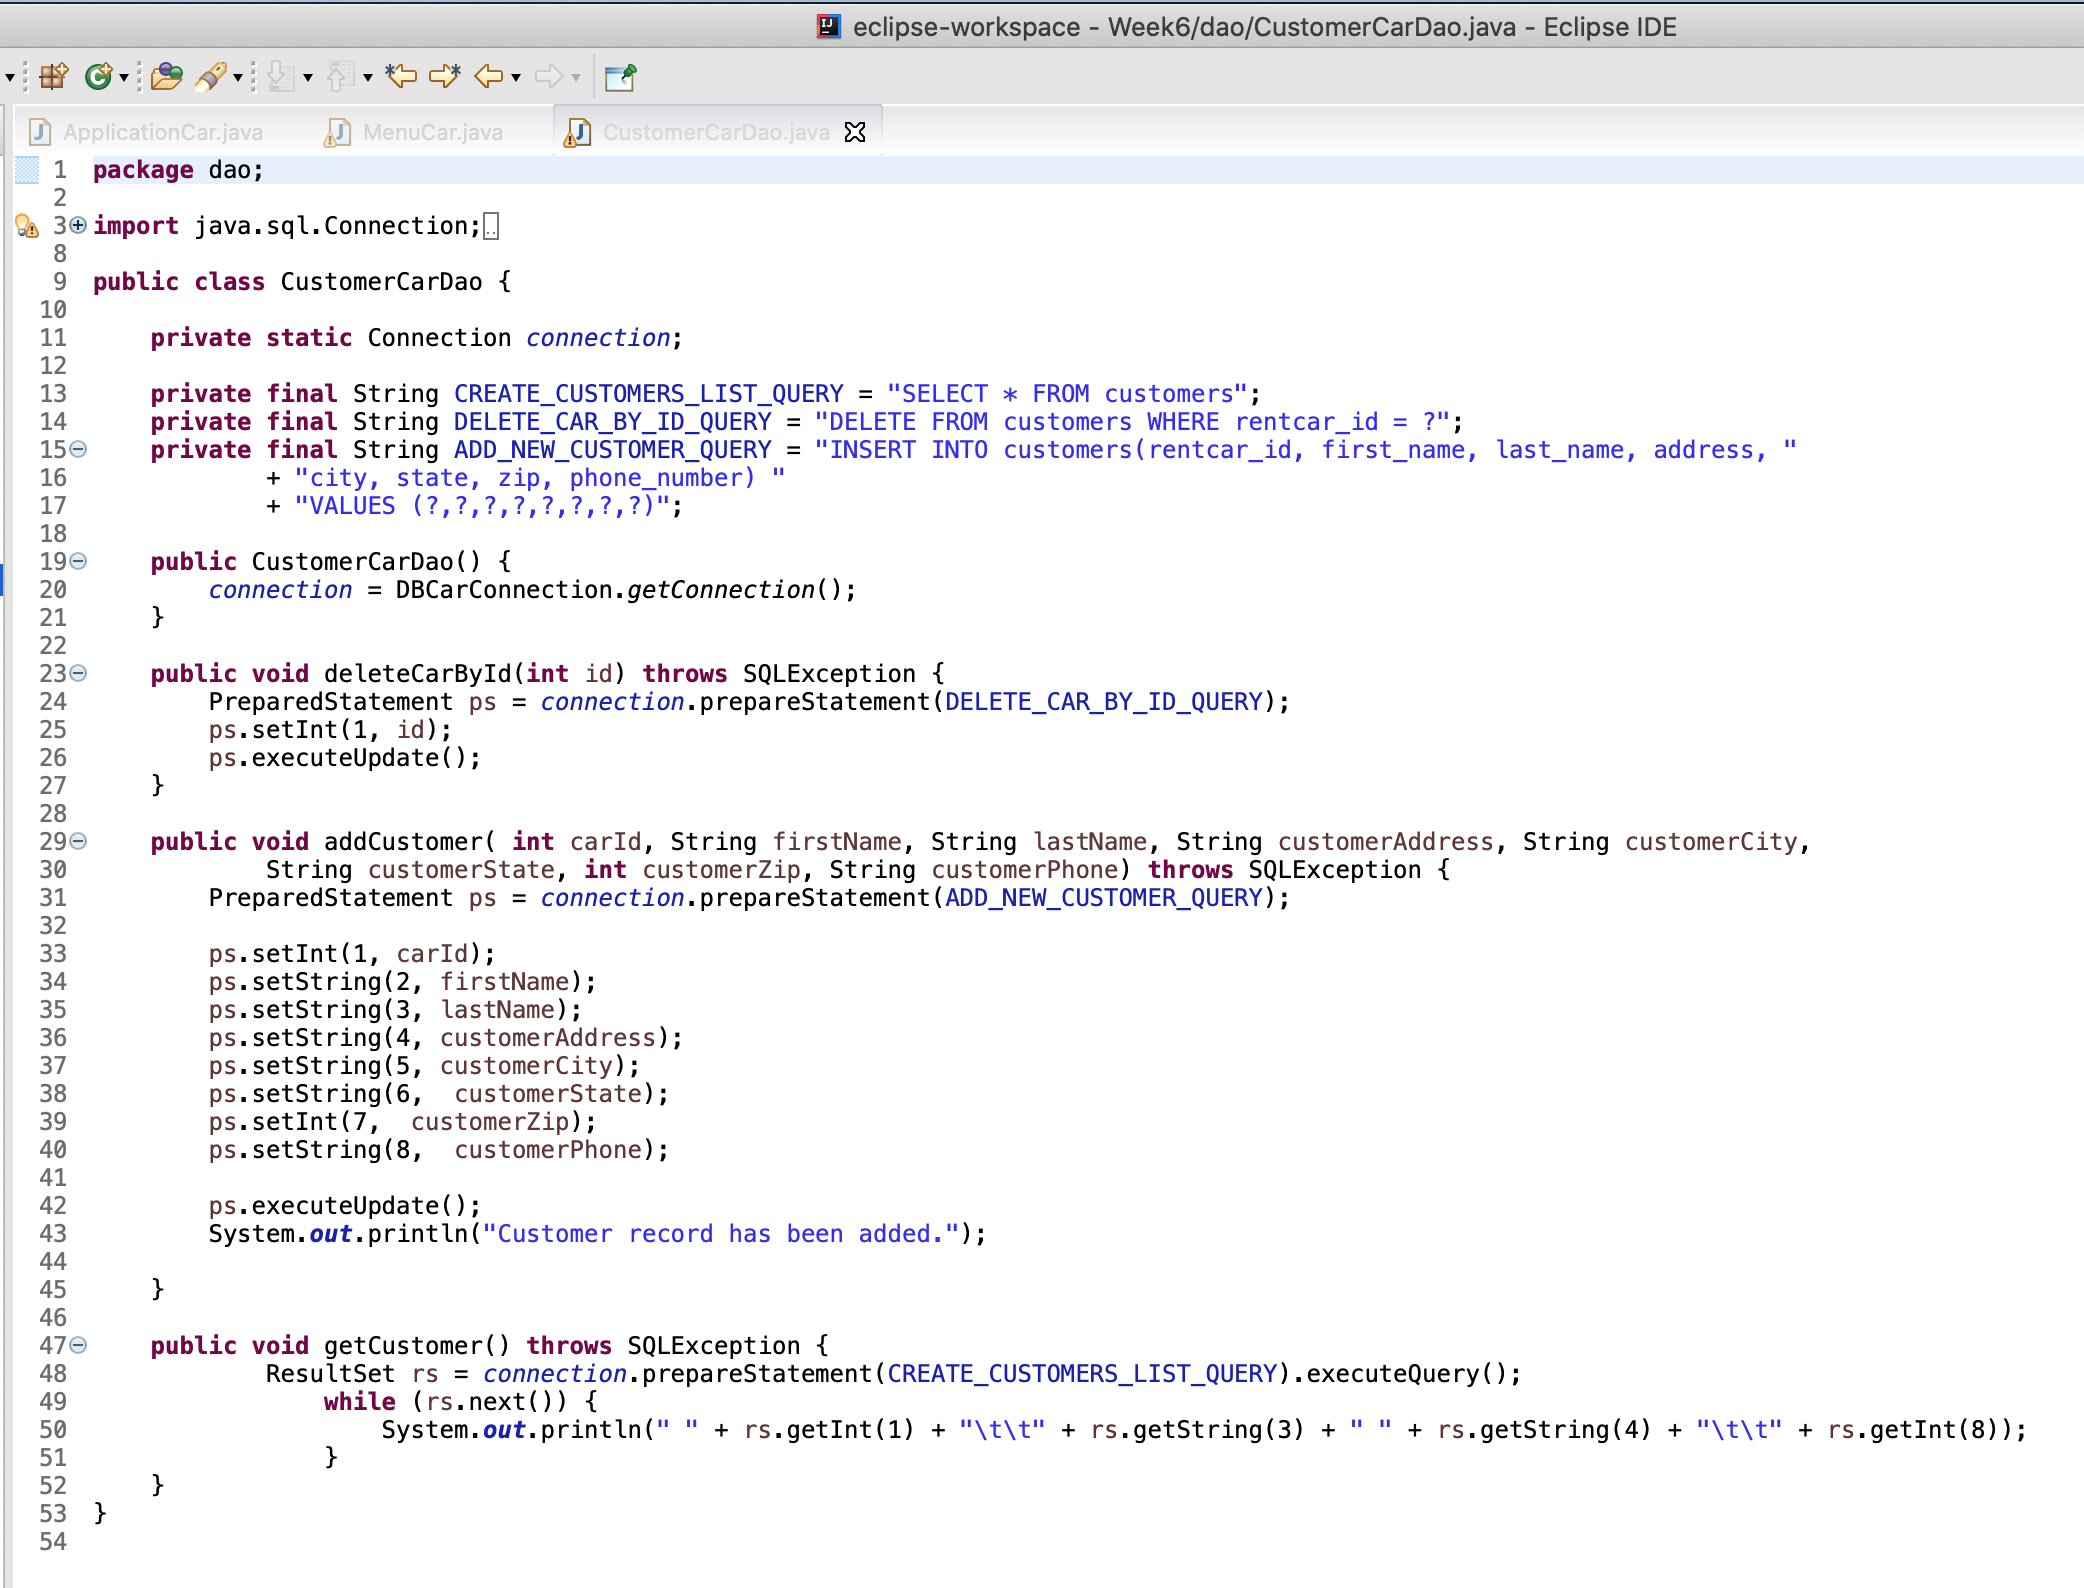 eclipse-workspace - Week6/dao/CustomerCarDao.java - Eclipse IDE
ApplicationCar.java MenuCar.java CustomerCarDao.java
1 package dao;
2
3 import java.sql.Connection;
8
9 public class CustomerCarDao {
10
11 private static Connection connection;
12
13 private final String CREATE_CUSTOMERS_LIST_QUERY = "SELECT * FROM customers";
14 private final String DELETE_CAR_BY_ID_QUERY = "DELETE FROM customers WHERE rentcar_id = ?";
15 private final String ADD_NEW_CUSTOMER_QUERY = "INSERT INTO customers(rentcar_id, first_name, last_name, address, "
16 + "city, state, zip, phone_number) "
17 + "VALUES (?,?,?,?,?,?,?,?)";
18
19 public CustomerCarDao() {
20 connection = DBCarConnection.getConnection();
21 }
22
23 public void deleteCarById(int id) throws SQLException {
24 PreparedStatement ps = connection.prepareStatement(DELETE_CAR_BY_ID_QUERY);
25 ps.setInt(1, id);
26 ps.executeUpdate();
27 }
28
29 public void addCustomer( int carId, String firstName, String lastName, String customerAddress, String customerCity,
30 String customerState, int customerZip, String customerPhone) throws SQLException {
31 PreparedStatement ps = connection.prepareStatement(ADD_NEW_CUSTOMER_QUERY);
32
33 ps.setInt(1, carId);
34 ps.setString(2, firstName);
35 ps.setString(3, lastName);
36 ps.setString(4, customerAddress);
37 ps.setString(5, customerCity);
38 ps.setString(6,  customerState);
39 ps.setInt(7,  customerZip);
40 ps.setString(8,  customerPhone);
41
42 ps.executeUpdate();
43 System.out.println("Customer record has been added.");
44
45 }
46
47 public void getCustomer() throws SQLException {
48 ResultSet rs = connection.prepareStatement(CREATE_CUSTOMERS_LIST_QUERY).executeQuery();
49 while (rs.next()) {
50 System.out.println(" " + rs.getInt(1) + "\t\t" + rs.getString(3) + " " + rs.getString(4) + "\t\t" + rs.getInt(8));
51 }
52 }
53 }
54